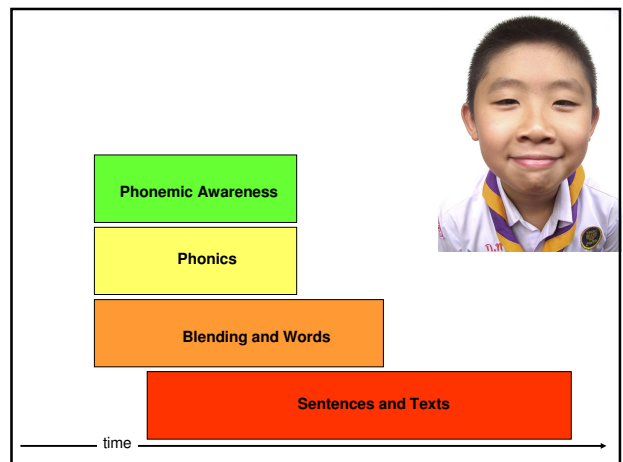 Phonemic Awareness
Phonics
Blending and Words
Sentences and Texts
time